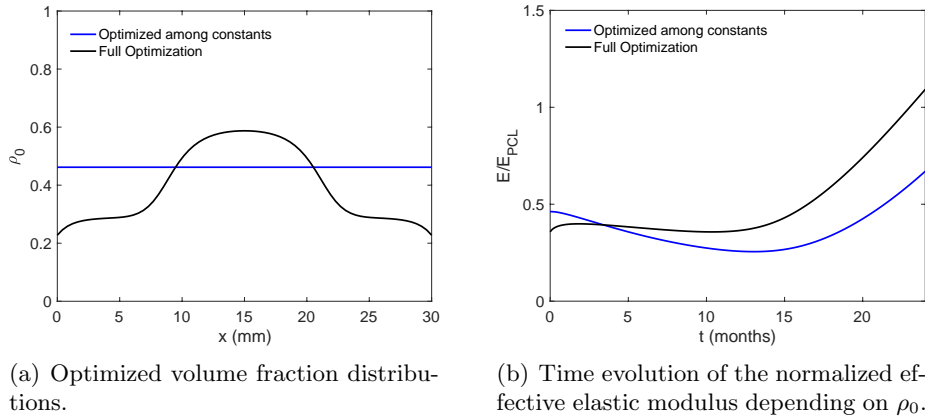 1
0.8
0.6
0.4
0.2
0
ρ0
Optimized among constants
Full Optimization
0 5 10 15 20 25 30
x (mm)
1.5
1
0.5
0
E/EPCL
Optimized among constants
Full Optimization
0 5 10 15 20
t (months)
(a) Optimized volume fraction distribu-
tions.
(b) Time evolution of the normalized ef-
fective elastic modulus depending on ρ0.